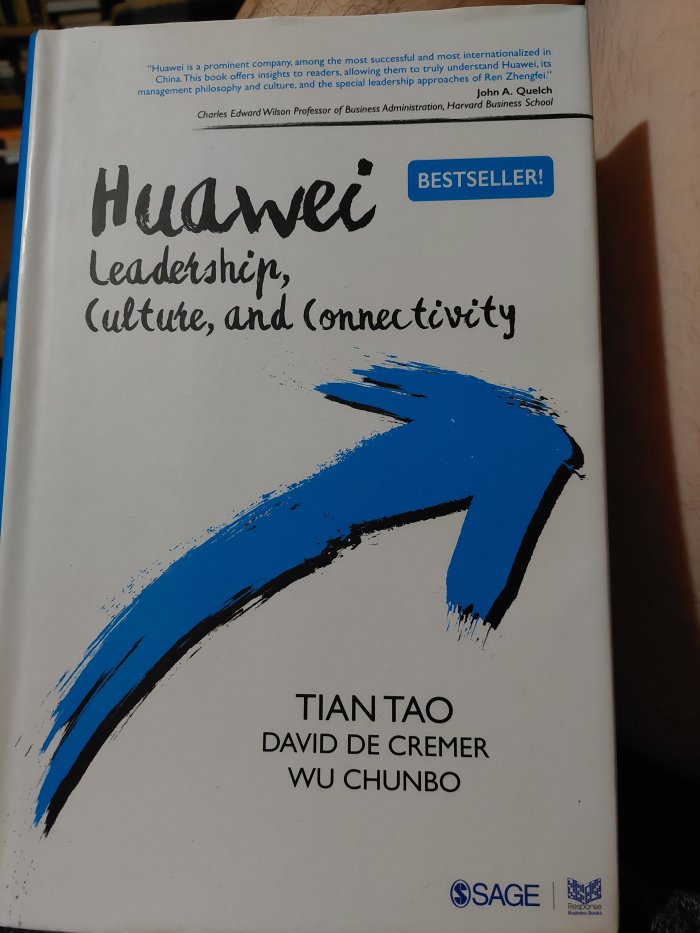 "Huawei is a prominent company, among the most successful and most internationalized in
China. This book offers insights to readers, allowing them to truly understand Huawei, its
management philosophy and culture, and the special leadership approaches of Ren Zhengfei."
John A. Quelch
Charles Edward Wilson Professor of Business Administration, Harvard Business School
Huawei
BESTSELLER!
Leadership,
Culture, and Connectivity
TIAN TAO
DAVID DE CREMER
WU CHUNBO
SAGE
Response
Business Books